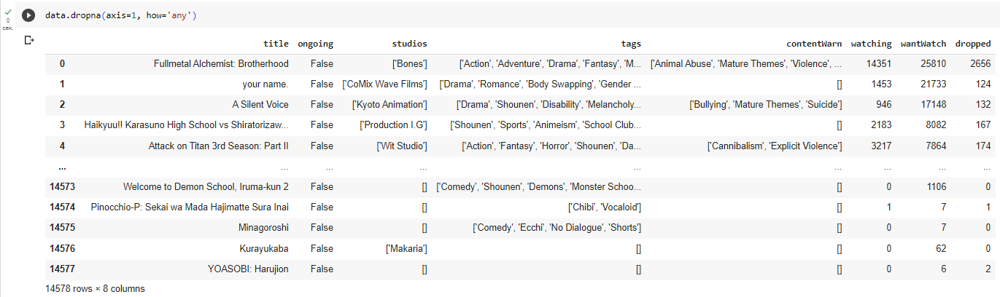 data.dropna(axis=1, how='any')
0
сек.
title ongoing studios tags contentWarn watching wantWatch dropped
0 Fullmetal Alchemist: Brotherhood False ['Bones'] ['Action', 'Adventure', 'Drama', 'Fantasy', 'M... ['Animal Abuse', 'Mature Themes', 'Violence', ... 14351 25810 2656
1 your name. False ['CoMix Wave Films'] ['Drama', 'Romance', 'Body Swapping', 'Gender ... [] 1453 21733 124
2 A Silent Voice False ['Kyoto Animation'] ['Drama', 'Shounen', 'Disability', 'Melancholy... ['Bullying', 'Mature Themes', 'Suicide'] 946 17148 132
3 Haikyuu!! Karasuno High School vs Shiratorizaw... False ['Production I.G'] ['Shounen', 'Sports', 'Animeism', 'School Club... [] 2183 8082 167
4 Attack on Titan 3rd Season: Part II False ['Wit Studio'] ['Action', 'Fantasy', 'Horror', 'Shounen', 'Da... ['Cannibalism', 'Explicit Violence'] 3217 7864 174
... ... ... ... ... ... ... ... ...
14573 Welcome to Demon School, Iruma-kun 2 False [] ['Comedy', 'Shounen', 'Demons', 'Monster Schoo... [] 0 1106 0
14574 Pinocchio-P: Sekai wa Mada Hajimatte Sura Inai False [] ['Chibi', 'Vocaloid'] [] 1 7 1
14575 Minagoroshi False [] ['Comedy', 'Ecchi', 'No Dialogue', 'Shorts'] [] 0 7 0
14576 Kurayukaba False ['Makaria'] [] [] 0 62 0
14577 YOASOBI: Harujion False [] [] [] 0 6 2
14578 rows × 8 columns